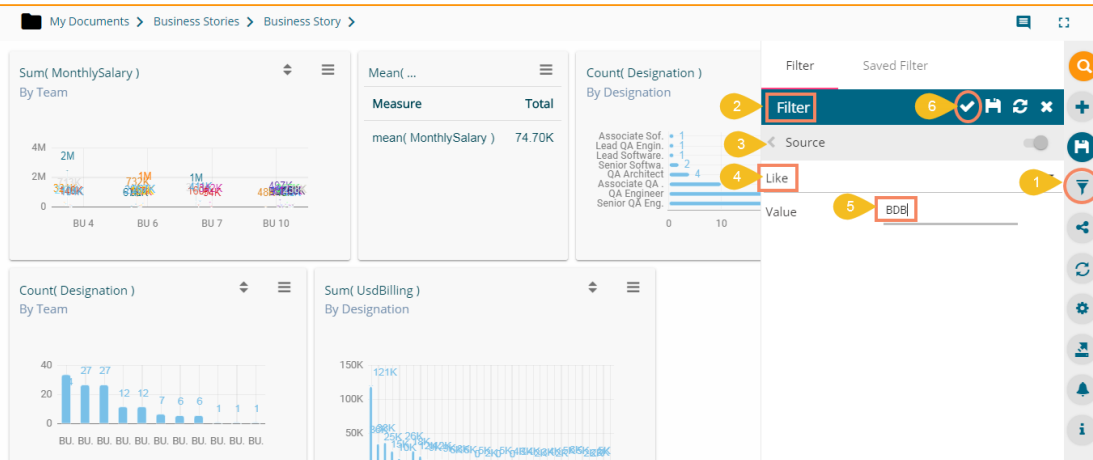 My Documents > Business Stories > Business Story >
Sum( MonthlySalary )
By Team
4M
2M
2M
1M
1M
0
BU 4 BU 6 BU 7 BU 10
Mean( ...
Measure Total
mean( MonthlySalary ) 74.70K
Count( Designation )
By Designation
Associate Sof. 1
Lead QA Engin. 1
Lead Software. 1
Senior Softwa. 2
QA Architect 4
Associate QA .
QA Engineer
Senior QA Eng.
0 10
Filter Saved Filter
2 Filter 6
3 Source
4 Like
1
Value 5 BDB
Count( Designation )
By Team
40
27 27
20
12 12
7 6 6
1 1 1
0
BU. BU. BU. BU. BU. BU. BU. BU. BU. BU. BU.
Sum( UsdBilling )
By Designation
150K
121K
100K
50K
25K 26K